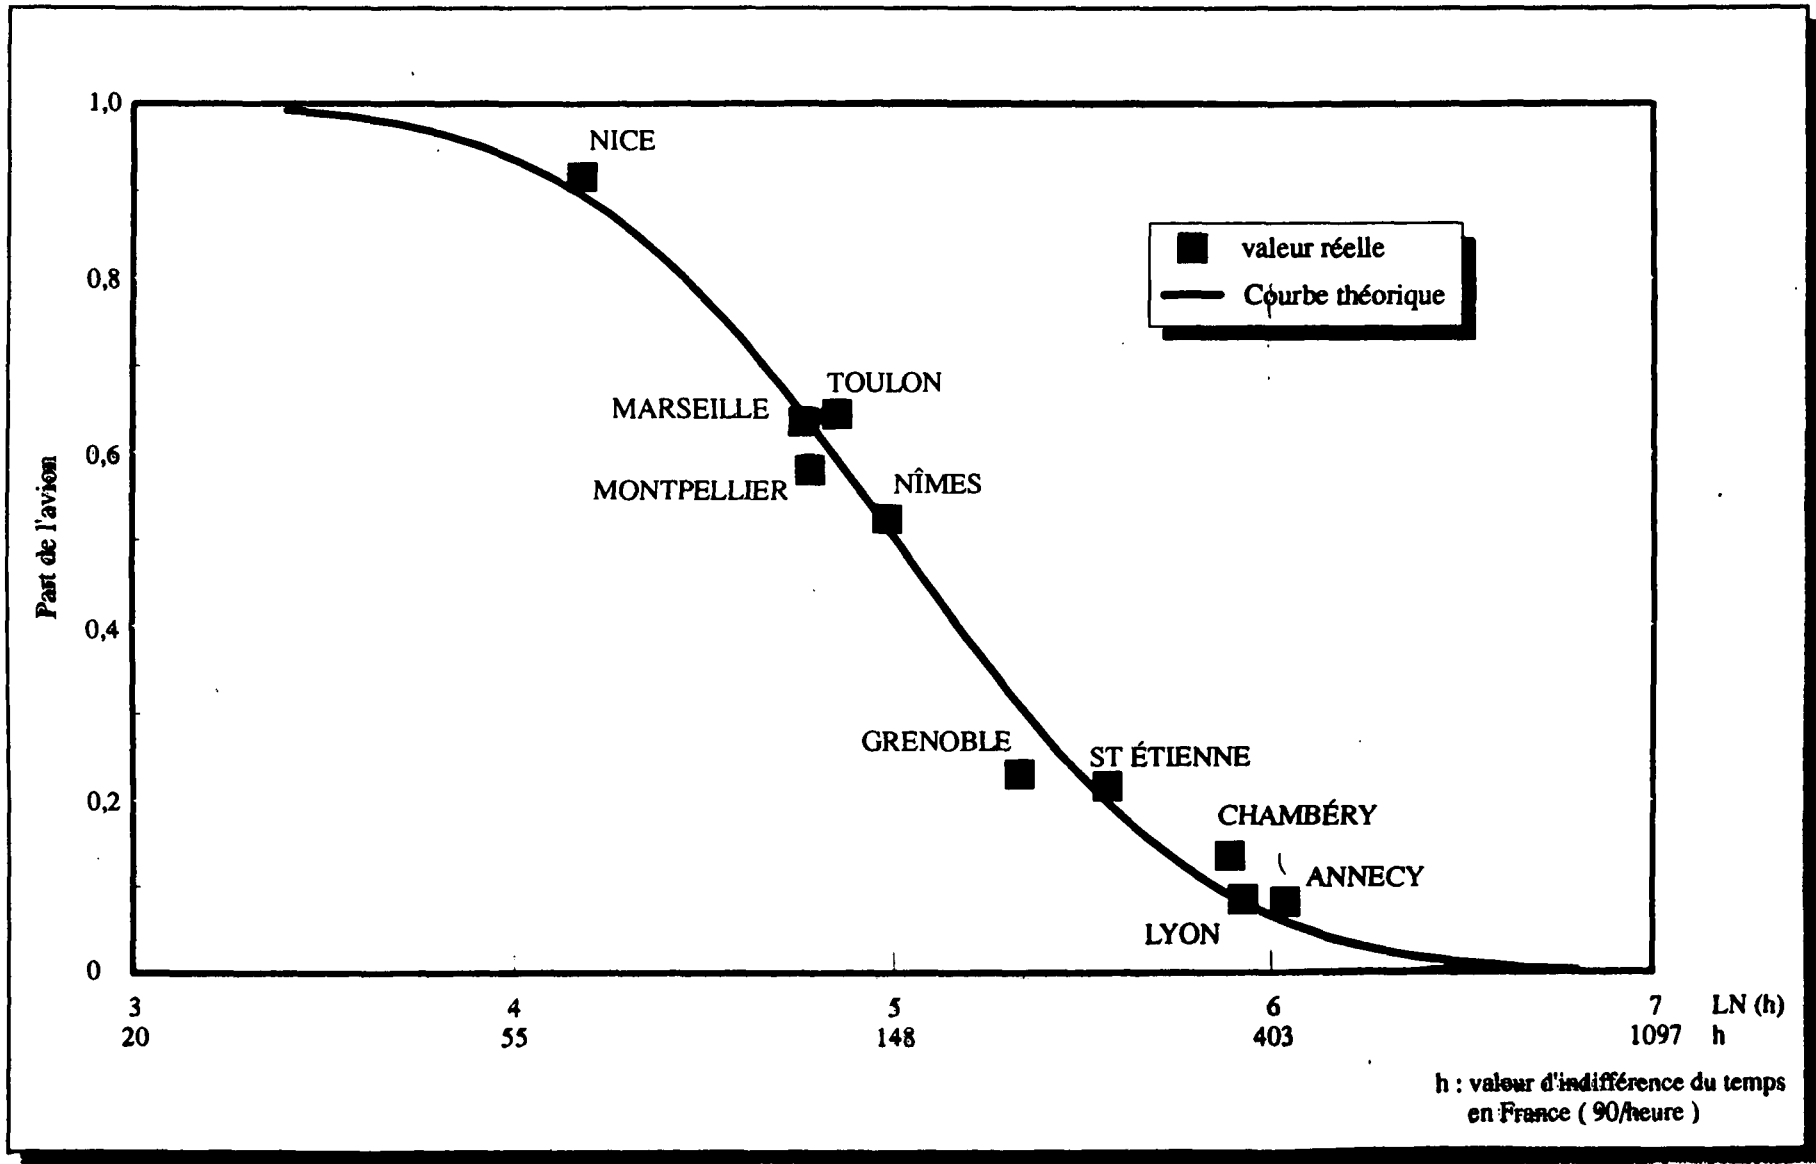 1,0
NICE
valeur réelle
Courbe théorique
0,8
TOULON
MARSEILLE
0,6
NÎMES
MONTPELLIER
Part de l'avion
0,4
GRENOBLE
ST ÉTIENNE
0,2
CHAMBÉRY
ANNECY
LYON
0
3 4 5 6 7 LN (h)
20 55 148 403 1097 h
h : valeur d'indifférence du temps
en France ( 90/heure )